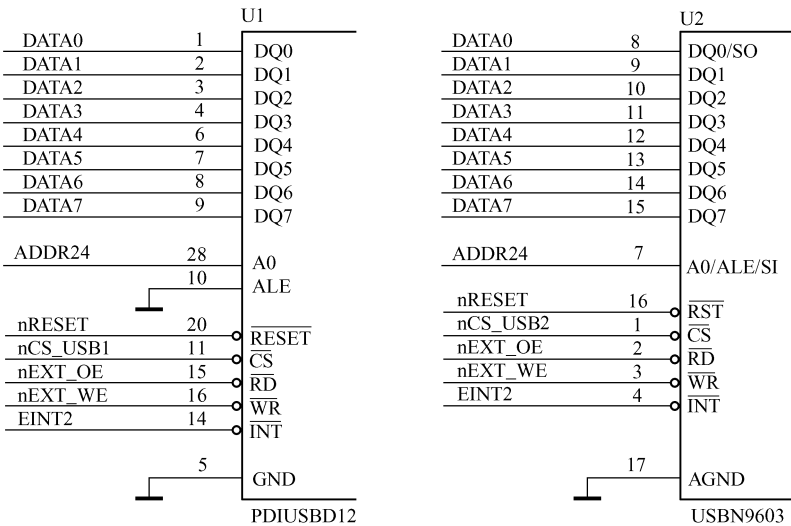 U1
DATA0 1 DQ0
DATA1 2 DQ1
DATA2 3 DQ2
DATA3 4 DQ3
DATA4 6 DQ4
DATA5 7 DQ5
DATA6 8 DQ6
DATA7 9 DQ7
ADDR24 28 A0
10 ALE
nRESET 20 RESET
nCS_USB1 11 CS
nEXT_OE 15 RD
nEXT_WE 16 WR
EINT2 14 INT
5 GND
PDIUSBD12
U2
DATA0 8 DQ0/SO
DATA1 9 DQ1
DATA2 10 DQ2
DATA3 11 DQ3
DATA4 12 DQ4
DATA5 13 DQ5
DATA6 14 DQ6
DATA7 15 DQ7
ADDR24 7 A0/ALE/SI
nRESET 16 RST
nCS_USB2 1 CS
nEXT_OE 2 RD
nEXT_WE 3 WR
EINT2 4 INT
17 AGND
USBN9603